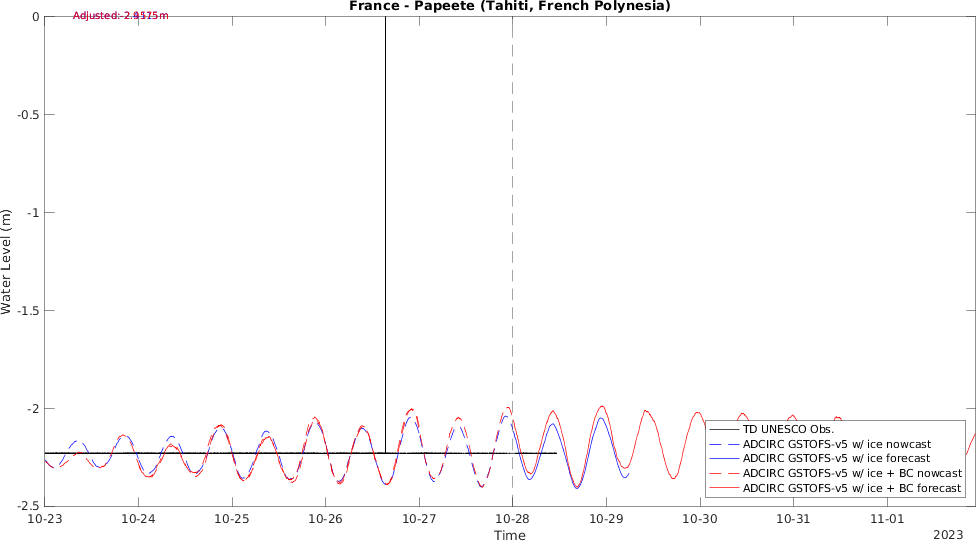 France - Papeete (Tahiti, French Polynesia)
0
-0.5
-1
-1.5
-2
-2.5
Water Level (m)
TD UNESCO Obs.
ADCIRC GSTOFS-v5 w/ ice nowcast
ADCIRC GSTOFS-v5 w/ ice forecast
ADCIRC GSTOFS-v5 w/ ice + BC nowcast
ADCIRC GSTOFS-v5 w/ ice + BC forecast
10-23 10-24 10-25 10-26 10-27 10-28 10-29 10-30 10-31 11-01
Time
2023
Adjusted: